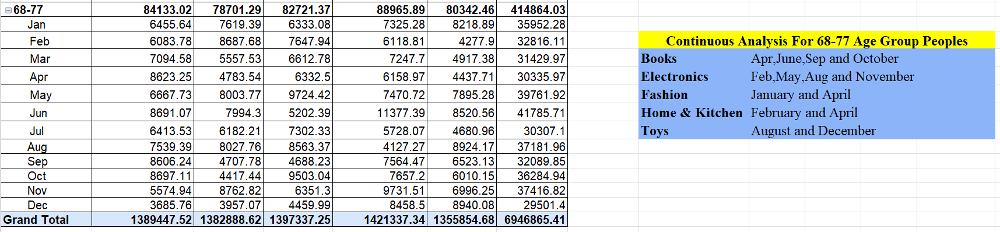 68-77 84133.02 78701.29 82721.37 88965.89 80342.46 414864.03
Jan 6455.64 7619.39 6333.08 7325.28 8218.89 35952.28
Feb 6083.78 8687.68 7647.94 6118.81 4277.9 32816.11
Mar 7094.58 5557.53 6612.78 7247.7 4917.38 31429.97
Apr 8623.25 4783.54 6332.5 6158.97 4437.71 30335.97
May 6667.73 8003.77 9724.42 7470.72 7895.28 39761.92
Jun 8691.07 7994.3 5202.39 11377.39 8520.56 41785.71
Jul 6413.53 6182.21 7302.33 5728.07 4680.96 30307.1
Aug 7539.39 8027.76 8563.37 4127.27 8924.17 37181.96
Sep 8606.24 4707.78 4688.23 7564.47 6523.13 32089.85
Oct 8697.11 4417.44 9503.04 7657.2 6010.15 36284.94
Nov 5574.94 8762.82 6351.3 9731.51 6996.25 37416.82
Dec 3685.76 3957.07 4459.99 8458.5 8940.08 29501.4
Grand Total 1389447.52 1382888.62 1397337.25 1421337.34 1355854.68 6946865.41
Continuous Analysis For 68-77 Age Group Peoples
Books Apr,June,Sep and October
Electronics Feb,May,Aug and November
Fashion January and April
Home & Kitchen February and April
Toys August and December